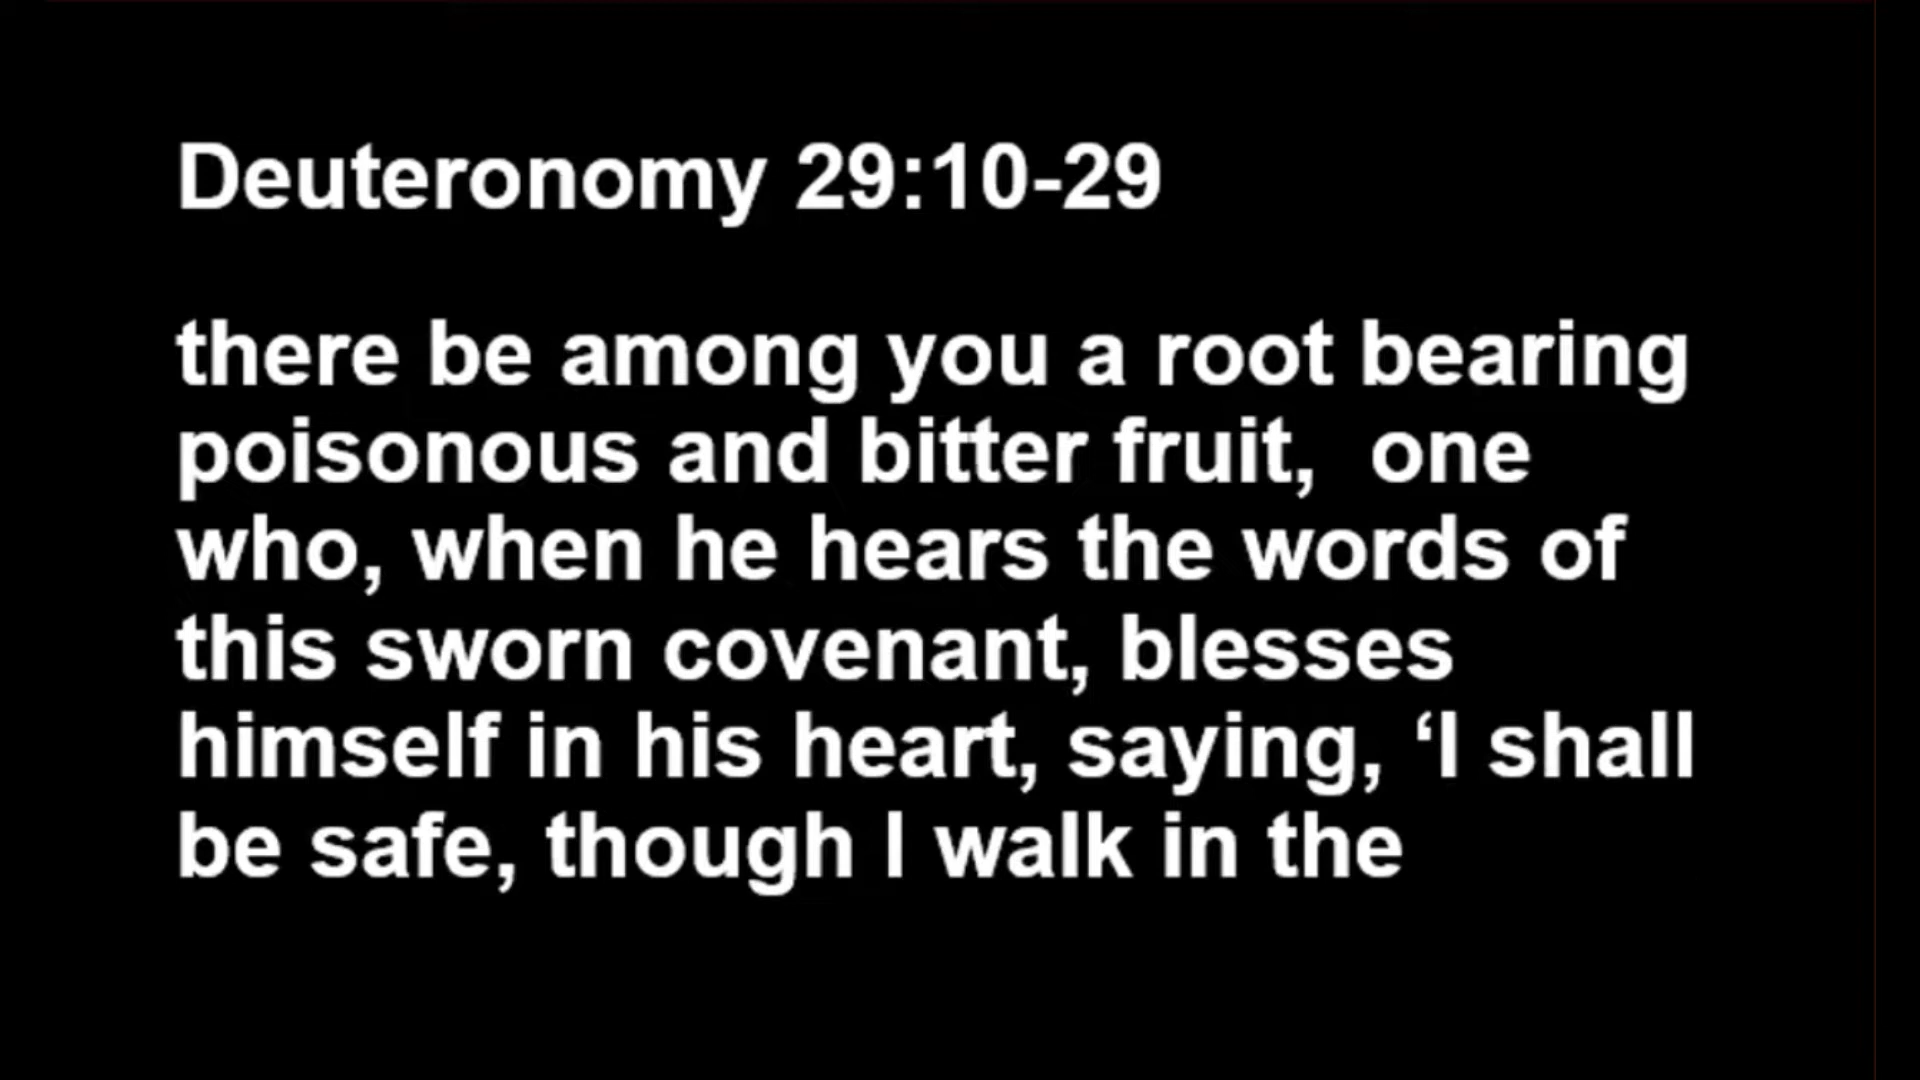 Deuteronomy 29:10-29
there be among you a root bearing
poisonous and bitter fruit,  one
who, when he hears the words of
this sworn covenant, blesses
himself in his heart, saying, ‘I shall
be safe, though I walk in the